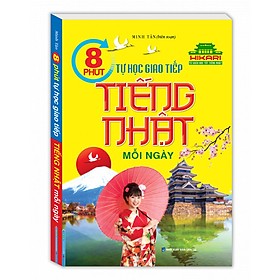 MINH TÂN (Biên soạn)
8 PHÚT
TỰ HỌC GIAO TIẾP
HIKARI
TIẾNG NHẬT
MỖI NGÀY
Minh Tân
8 phút tự học giao tiếp
TIẾNG NHẬT mỗi ngày